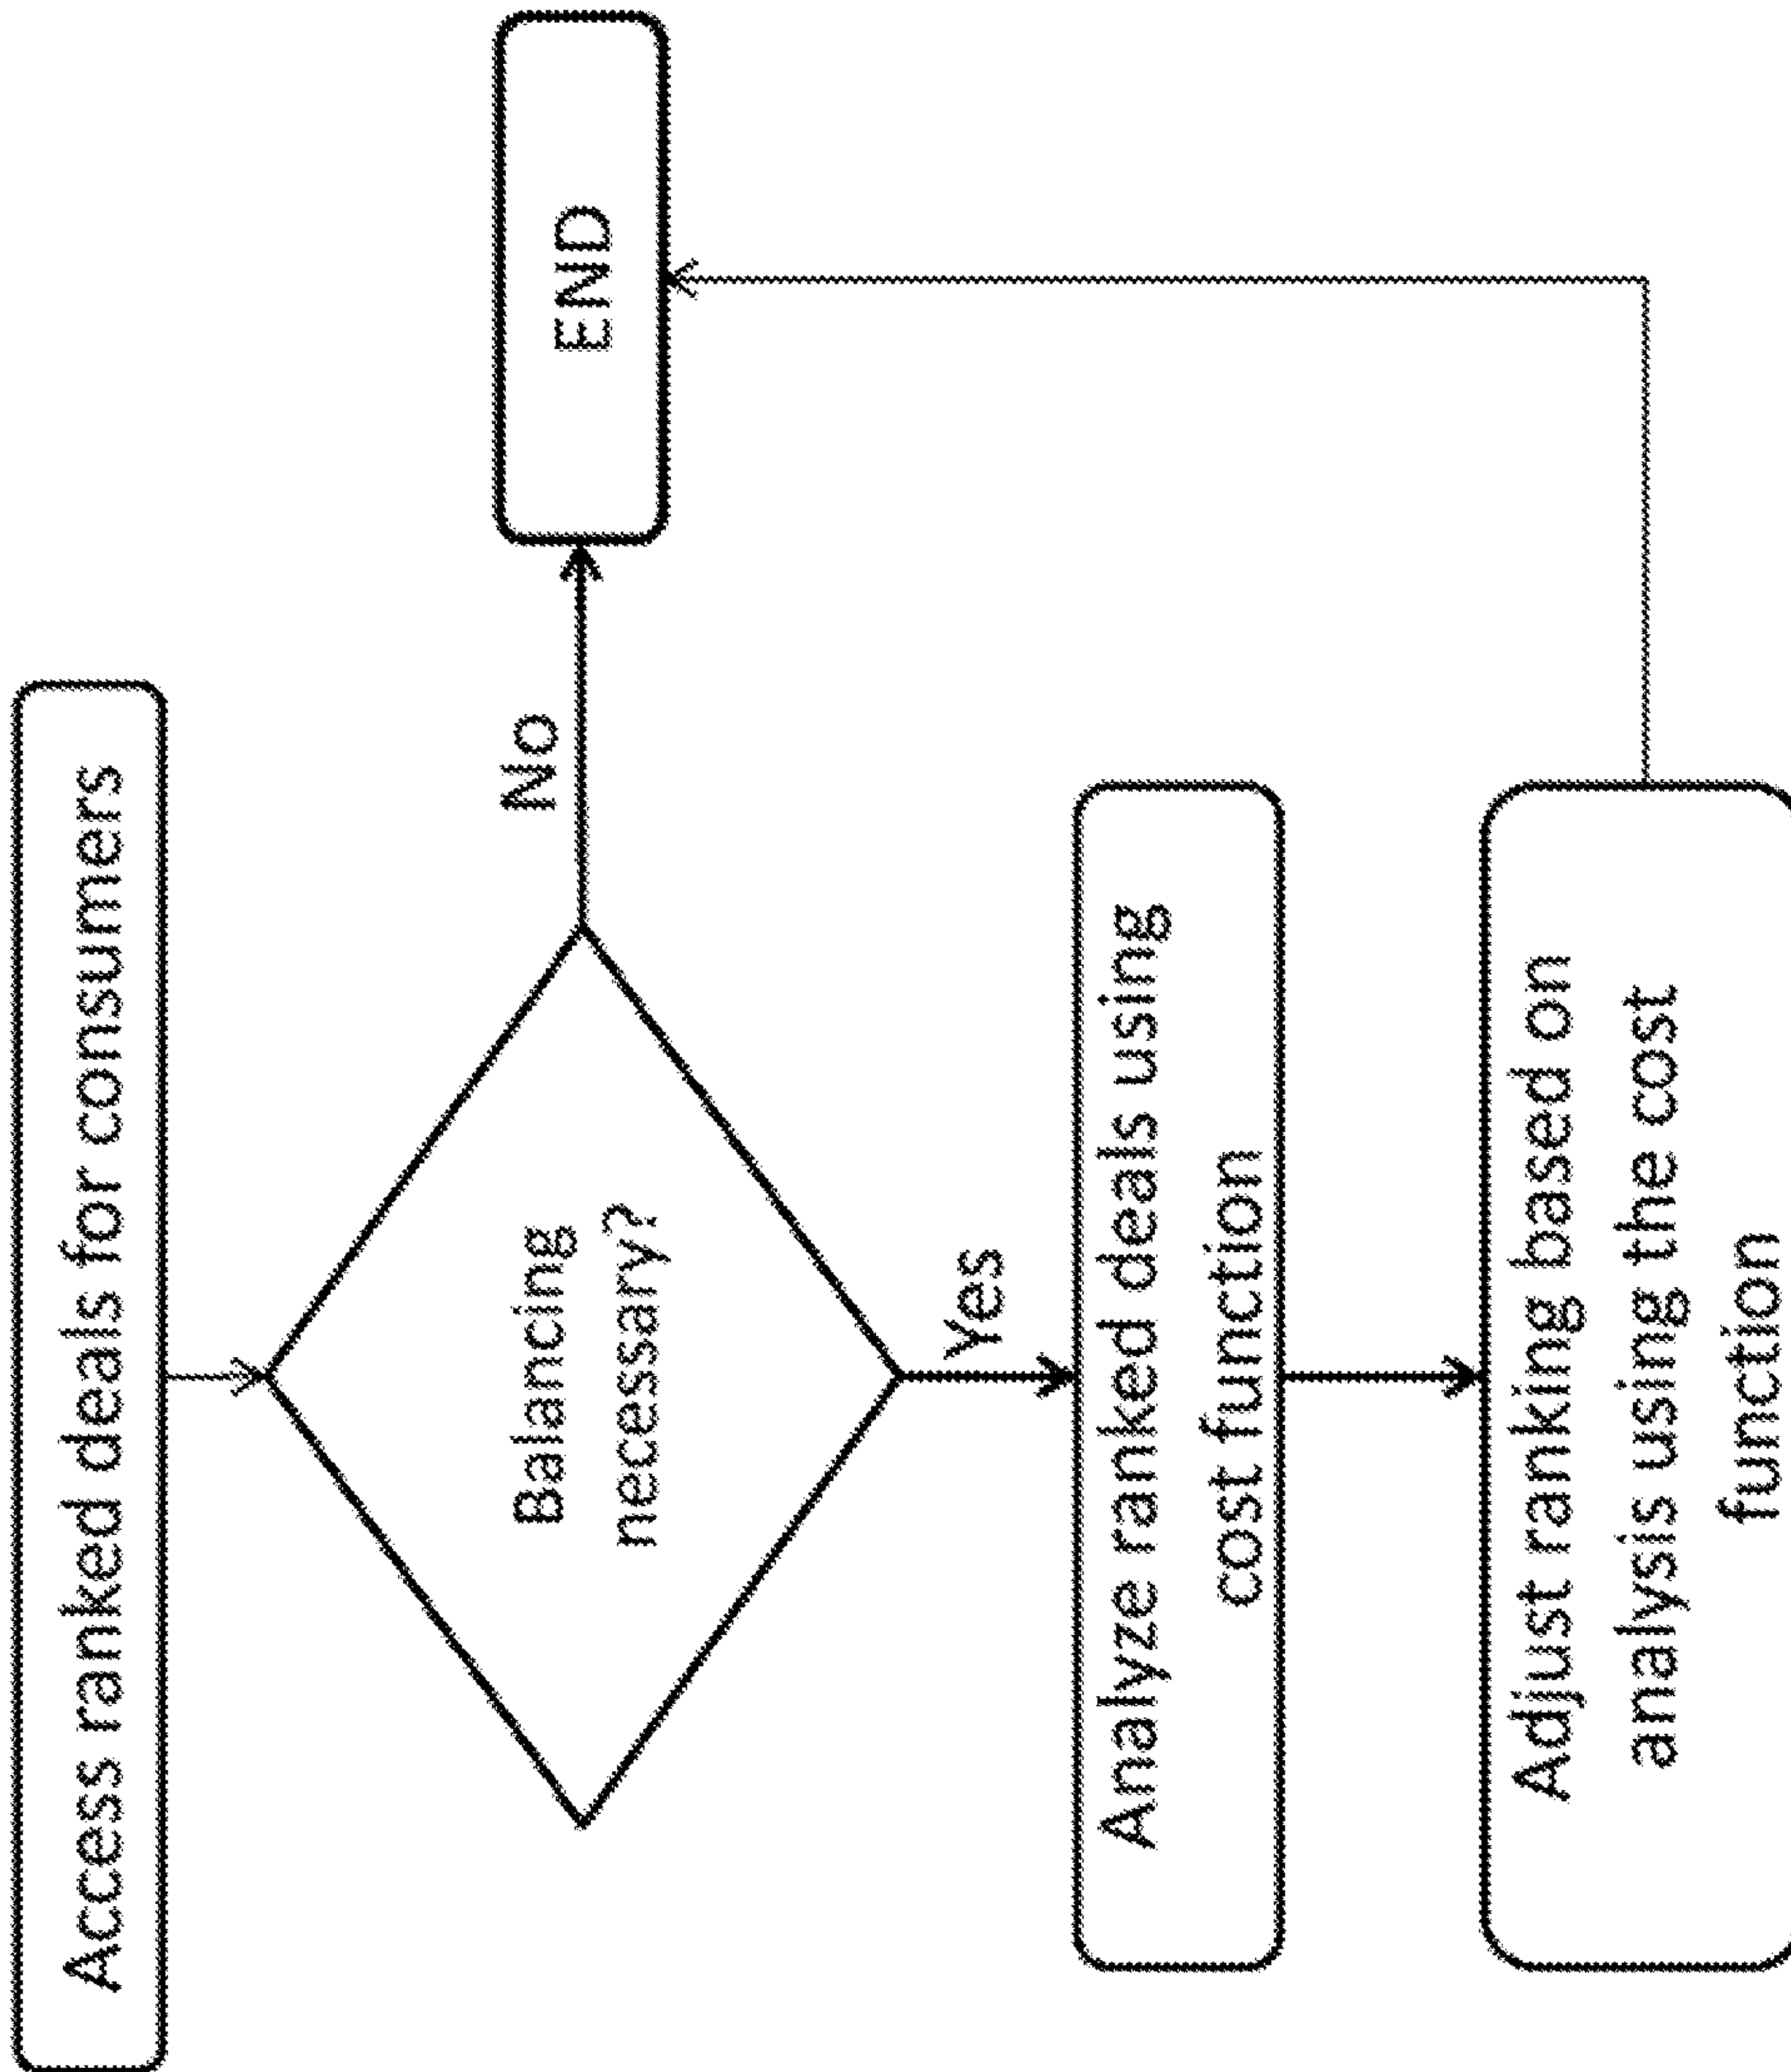 Access ranked deals for consumers
Balancing
necessary?
No
END
Yes
Analyze ranked deals using
cost function
Adjust ranking based on
analysis using the cost
function